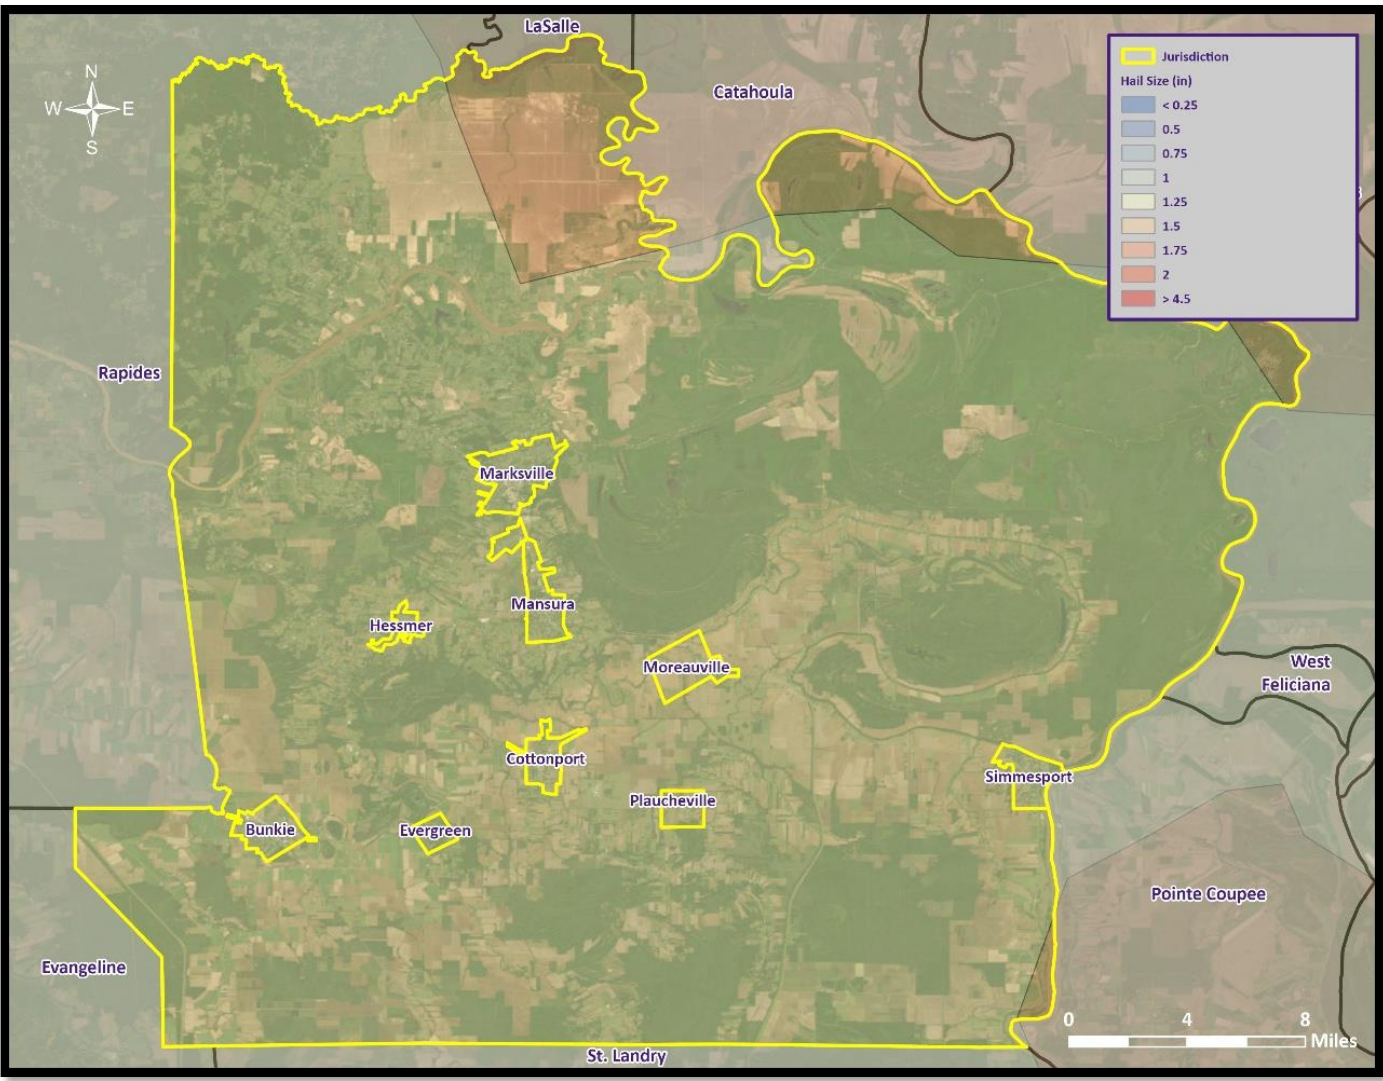 LaSalle
N
W E
S
Catahoula
Jurisdiction
Hail Size (in)
< 0.25
0.5
0.75
1
1.25
1.5
1.75
2
> 4.5
Rapides
Marksville
Mansura
Hessmer
Moreauville
West
Feliciana
Cottonport
Simmesport
Plaucheville
Bunkie
Evergreen
Pointe Coupee
Evangeline
0 4 8
Miles
St. Landry